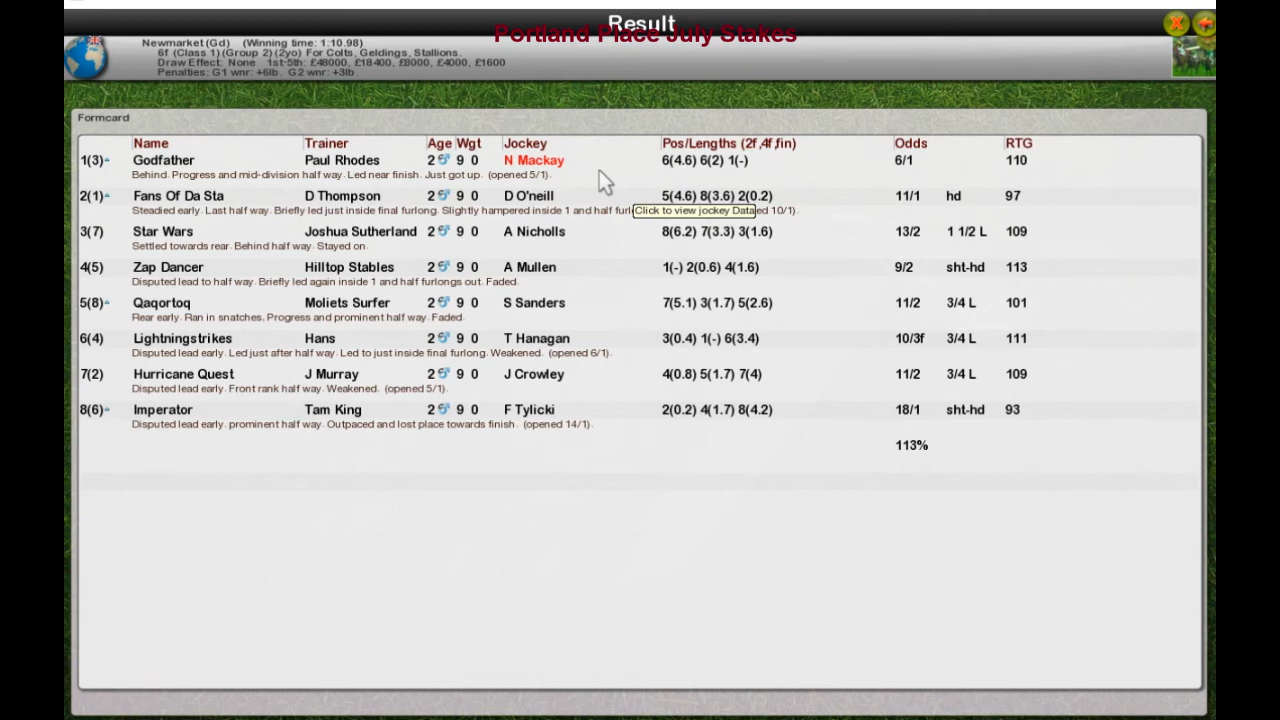 Result
Portland Place July Stakes
Newmarket(Gd) (Winning time: 1:10.98)
6f (Class 1)(Group 2)(2yo) For Colts, Geldings, Stallions.
Draw Effect: None 1st-5th: £48000, £18400, £8000, £4000, £1600
Penalties: G1 wnr: +6lb. G2 wnr: +3lb.
Formcard
Name Trainer Age Wgt Jockey Pos/Lengths (2f,4f,fin) Odds RTG
1(3) Godfather Paul Rhodes 2 9 0 N Mackay 6(4.6) 6(2) 1(-) 6/1 110
Behind. Progress and mid-division half way. Led near finish. Just got up. (opened 5/1).
2(1) Fans Of Da Sta D Thompson 2 9 0 D O'neill 5(4.6) 8(3.6) 2(0.2) 11/1 hd 97
Steadied early. Last half way. Briefly led just inside final furlong. Slightly hampered inside 1 and half furl Click to view jockey Data ed 10/1).
3(7) Star Wars Joshua Sutherland 2 9 0 A Nicholls 8(6.2) 7(3.3) 3(1.6) 13/2 1 1/2 L 109
Settled towards rear. Behind half way. Stayed on.
4(5) Zap Dancer Hilltop Stables 2 9 0 A Mullen 1(-) 2(0.6) 4(1.6) 9/2 sht-hd 113
Disputed lead to half way. Briefly led again inside 1 and half furlongs out. Faded.
5(8) Qaqortoq Moliets Surfer 2 9 0 S Sanders 7(5.1) 3(1.7) 5(2.6) 11/2 3/4 L 101
Rear early. Ran in snatches. Progress and prominent half way. Faded.
6(4) Lightningstrikes Hans 2 9 0 T Hanagan 3(0.4) 1(-) 6(3.4) 10/3f 3/4 L 111
Disputed lead early. Led just after half way. Led to just inside final furlong. Weakened. (opened 6/1).
7(2) Hurricane Quest J Murray 2 9 0 J Crowley 4(0.8) 5(1.7) 7(4) 11/2 3/4 L 109
Disputed lead early. Front rank half way. Weakened. (opened 5/1).
8(6) Imperator Tam King 2 9 0 F Tylicki 2(0.2) 4(1.7) 8(4.2) 18/1 sht-hd 93
Disputed lead early. prominent half way. Outpaced and lost place towards finish. (opened 14/1).
113%